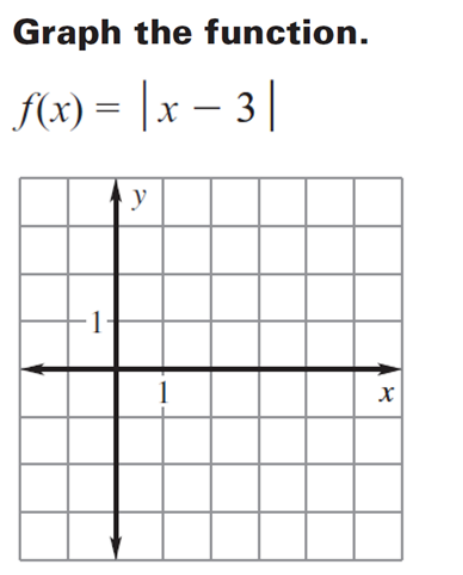 Graph the function.
f(x) = |x − 3|
y
1
1
x